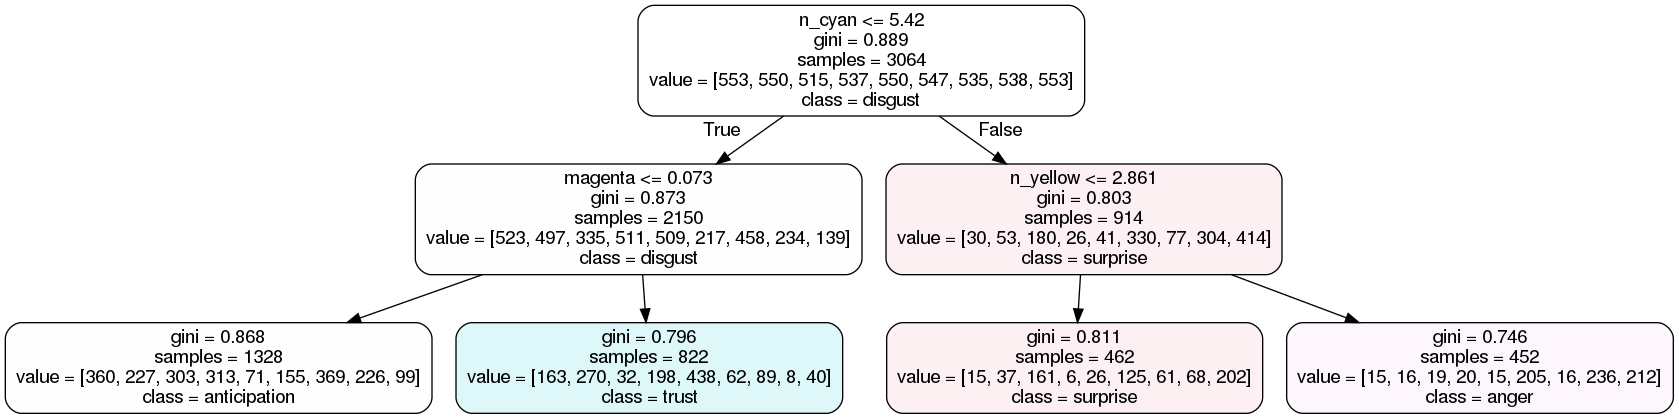 n_cyan <= 5.42
gini = 0.889
samples = 3064
value = [553, 550, 515, 537, 550, 547, 535, 538, 553]
class = disgust
True
False
magenta <= 0.073
gini = 0.873
samples = 2150
value = [523, 497, 335, 511, 509, 217, 458, 234, 139]
class = disgust
n_yellow <= 2.861
gini = 0.803
samples = 914
value = [30, 53, 180, 26, 41, 330, 77, 304, 414]
class = surprise
gini = 0.868
samples = 1328
value = [360, 227, 303, 313, 71, 155, 369, 226, 99]
class = anticipation
gini = 0.796
samples = 822
value = [163, 270, 32, 198, 438, 62, 89, 8, 40]
class = trust
gini = 0.811
samples = 462
value = [15, 37, 161, 6, 26, 125, 61, 68, 202]
class = surprise
gini = 0.746
samples = 452
value = [15, 16, 19, 20, 15, 205, 16, 236, 212]
class = anger